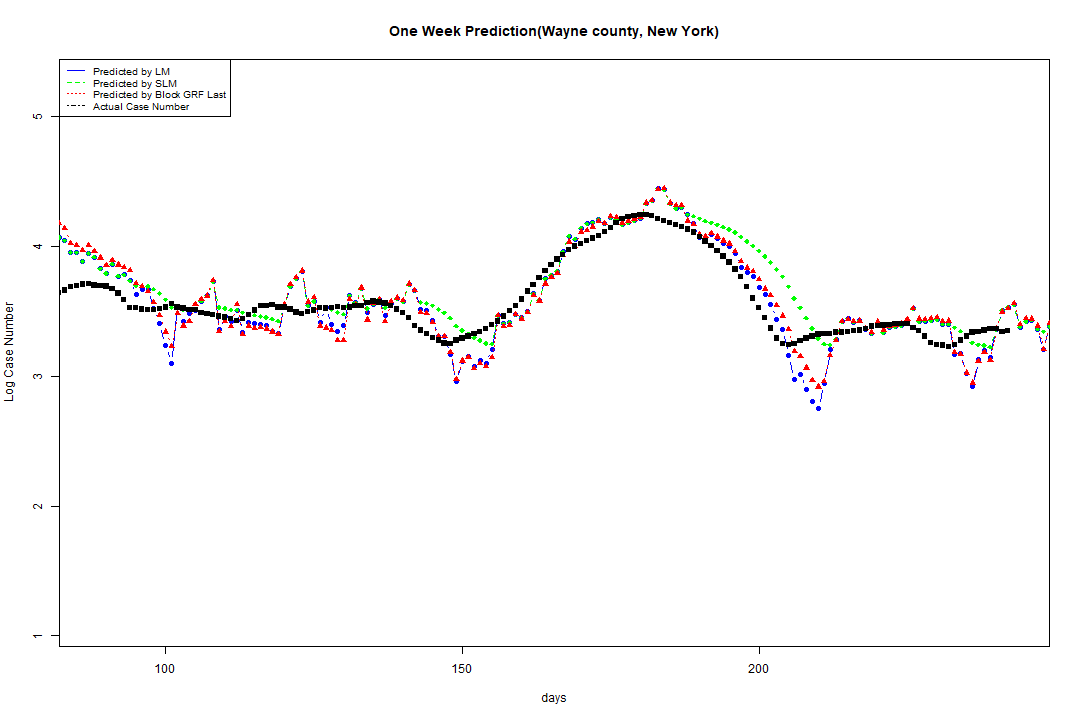 One Week Prediction(Wayne county, New York)
Predicted by LM
Predicted by SLM
Predicted by Block GRF Last
Actual Case Number
5
4
3
2
1
Log Case Number
100 150 200
days